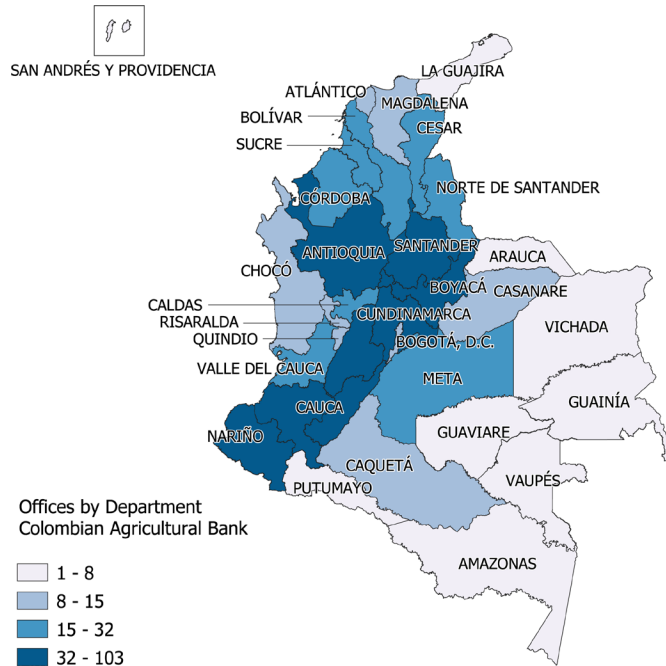 SAN ANDRÉS Y PROVIDENCIA
LA GUAJIRA
ATLÁNTICO
MAGDALENA
BOLÍVAR
CESAR
SUCRE
NORTE DE SANTANDER
CÓRDOBA
SANTANDER
ANTIOQUIA
ARAUCA
CHOCÓ
BOYACÁ
CASANARE
CALDAS
CUNDINAMARCA
RISARALDA
VICHADA
QUINDIO
BOGOTÁ, D.C.
VALLE DEL CAUCA
META
GUAINÍA
CAUCA
NARIÑO
GUAVIARE
CAQUETÁ
VAUPÉS
PUTUMAYO
AMAZONAS
Offices by Department
Colombian Agricultural Bank
1 - 8
8 - 15
15 - 32
32 - 103